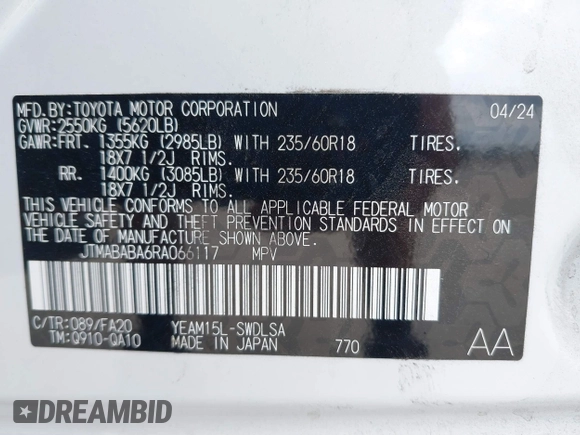 MFD.BY:TOYOTA MOTOR CORPORATION 04/24
GVWR:2550KG (5620LB)
GAWR:FRT. 1355KG (2985LB) WITH 235/60R18 TIRES.
18X7 1/2J RIMS.
RR. 1400KG (3085LB) WITH 235/60R18 TIRES.
18X7 1/2J RIMS.
THIS VEHICLE CONFORMS TO ALL APPLICABLE FEDERAL MOTOR
VEHICLE SAFETY AND THEFT PREVENTION STANDARDS IN EFFECT ON
THE DATE OF MANUFACTURE SHOWN ABOVE.
JTMABABA6RA066117 MPV
C/TR:089/FA20 YEAM15L-SWDLSA
TM:Q910-QA10 MADE IN JAPAN 770 AA
DREAMBID